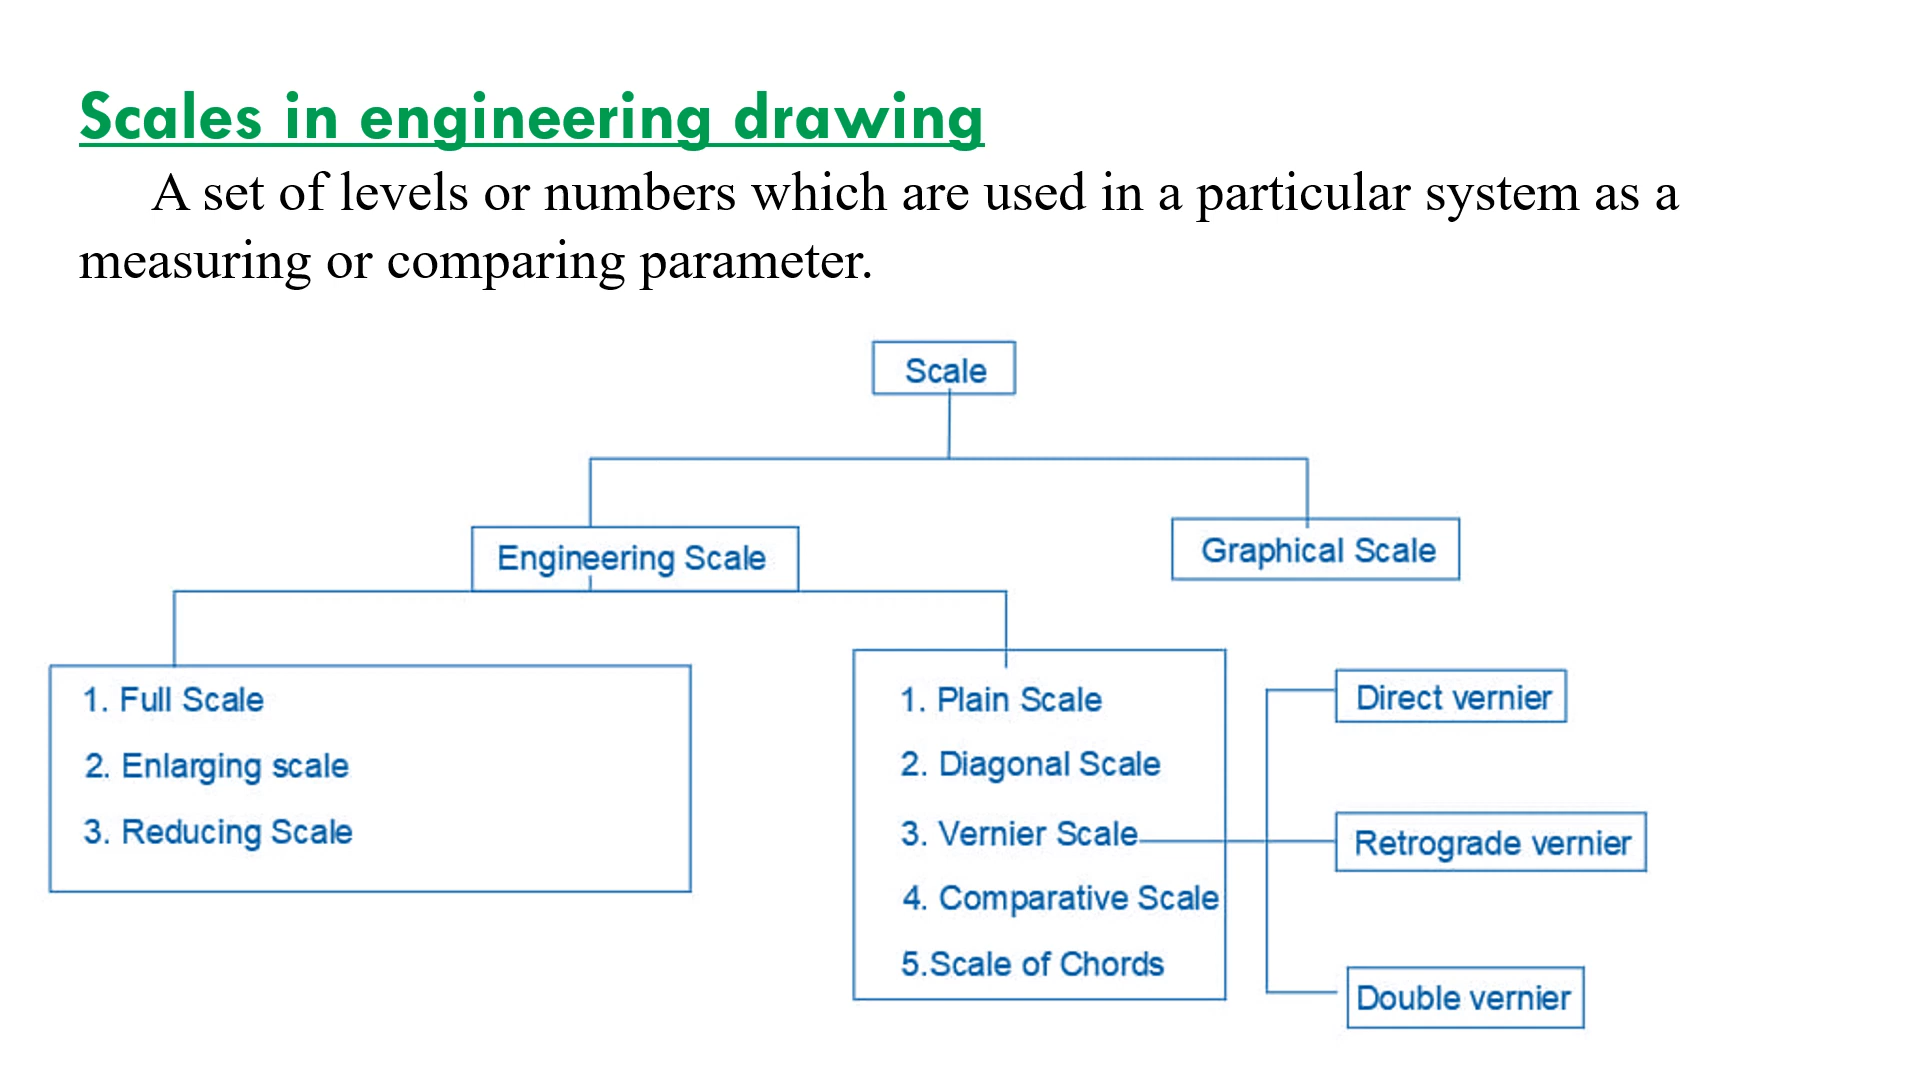 Scales in engineering drawing
A set of levels or numbers which are used in a particular system as a
measuring or comparing parameter.
Scale
Engineering Scale
Graphical Scale
1. Full Scale
2. Enlarging scale
3. Reducing Scale
1. Plain Scale
2. Diagonal Scale
3. Vernier Scale
4. Comparative Scale
5.Scale of Chords
Direct vernier
Retrograde vernier
Double vernier